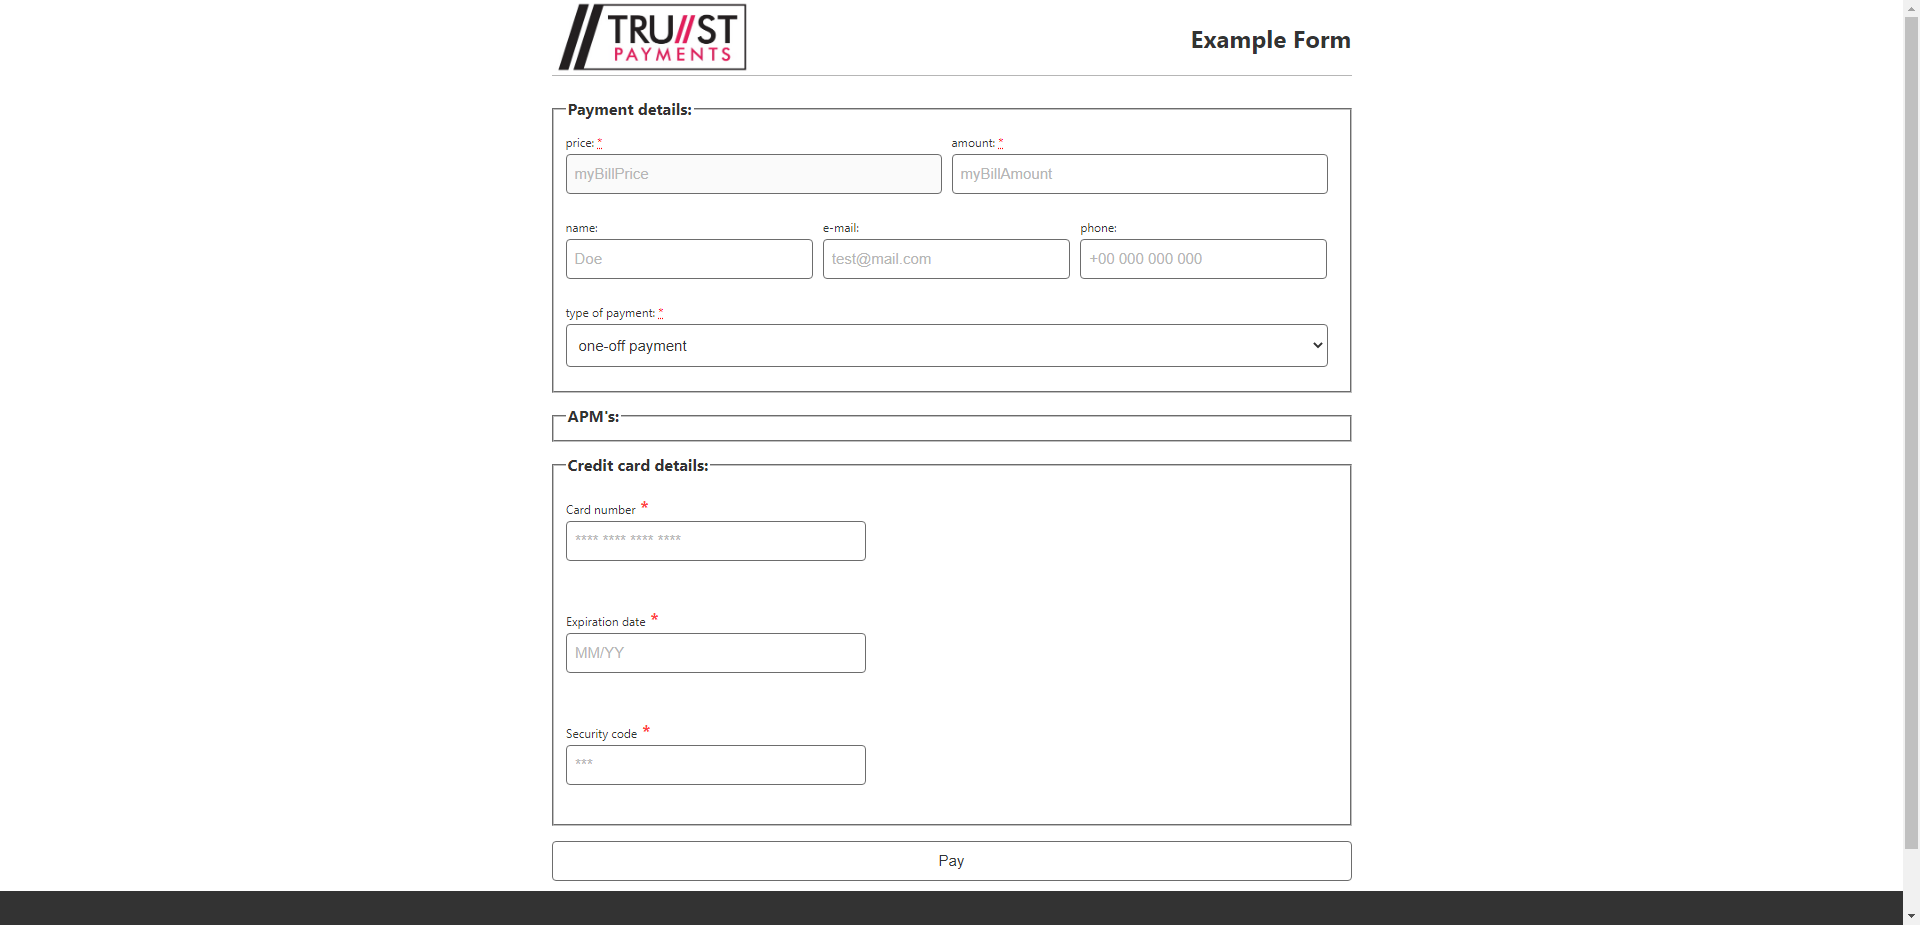 TRU//ST
PAYMENTS
Example Form
Payment details:
price: * amount: *
myBillPrice myBillAmount
name: e-mail: phone:
Doe test@mail.com +00 000 000 000
type of payment: *
one-off payment
APM's:
Credit card details:
Card number *
**** **** **** ****
Expiration date *
MM/YY
Security code *
***
Pay